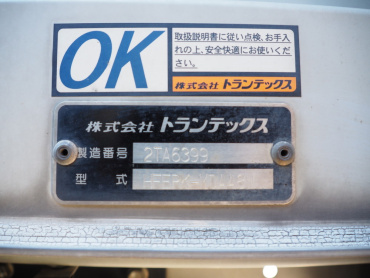 OK
取扱説明書に従い点検、お手入
れの上、安全快適にお使いくださ
い。
株式会社 トランテックス
株式会社 トランテックス
製造番号 2TA6399
型式